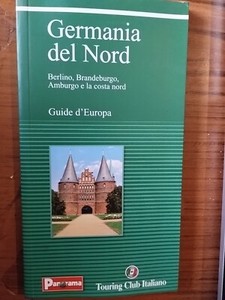 Germania
del Nord
Berlino, Brandeburgo,
Amburgo e la costa nord
Guide d'Europa
Panorama
Touring Club Italiano